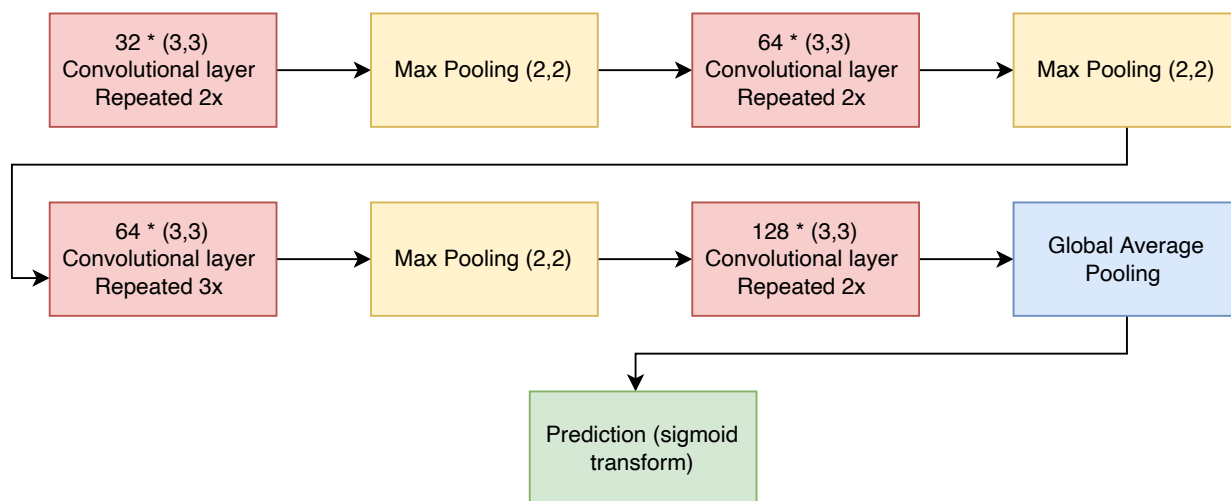 32 * (3,3)
Convolutional layer
Repeated 2x
Max Pooling (2,2)
64 * (3,3)
Convolutional layer
Repeated 2x
Max Pooling (2,2)
64 * (3,3)
Convolutional layer
Repeated 3x
Max Pooling (2,2)
128 * (3,3)
Convolutional layer
Repeated 2x
Global Average
Pooling
Prediction (sigmoid
transform)